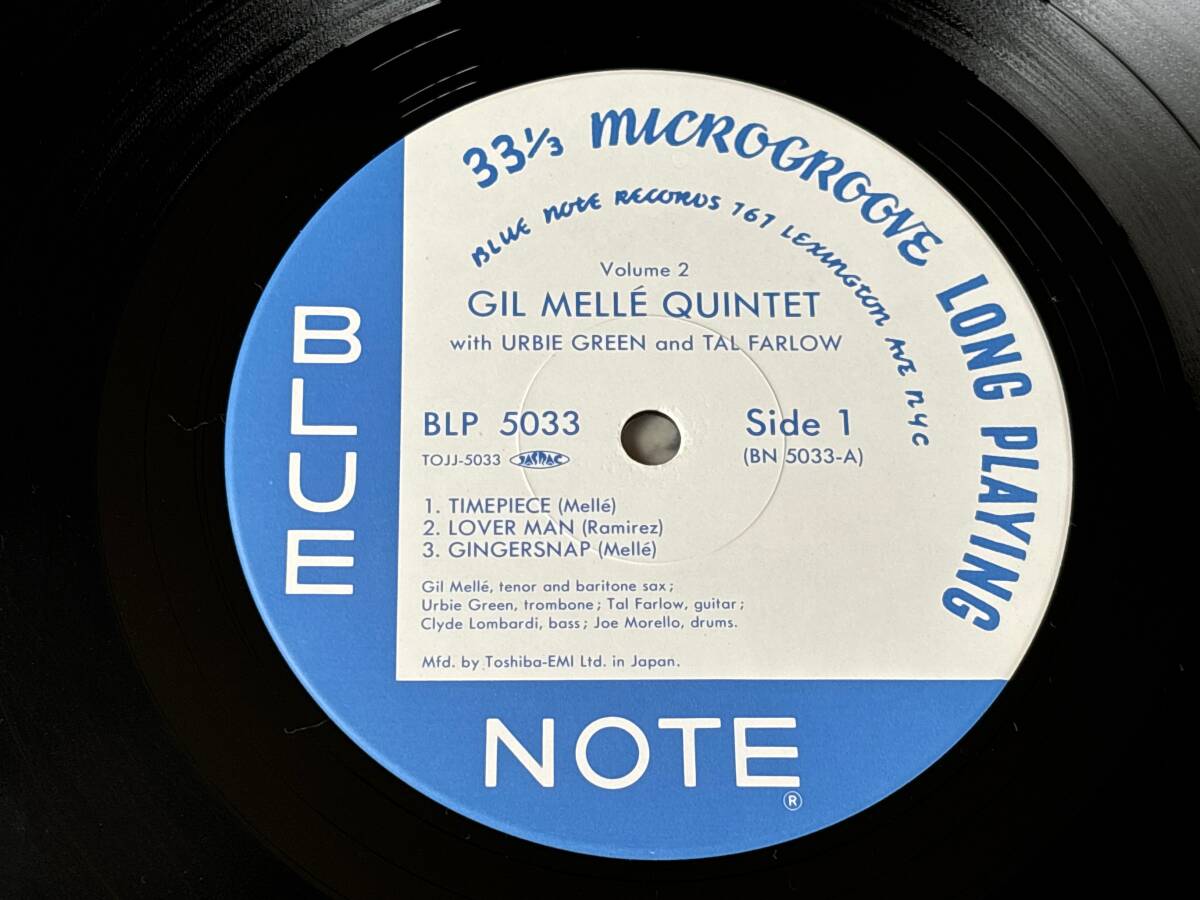 33 1/3 MICROGROOVE LONG PLAYING
BLUE NOTE RECORDS 767 LEXINGTON AVE NYC
Volume 2
GIL MELLÉ QUINTET
with URBIE GREEN and TAL FARLOW
BLP 5033
Side 1
TOJJ-5033 JASRAC
(BN 5033-A)
1. TIMEPIECE (Mellé)
2. LOVER MAN (Ramirez)
3. GINGERSNAP (Mellé)
Gil Mellé, tenor and baritone sax;
Urbie Green, trombone; Tal Farlow, guitar;
Clyde Lombardi, bass; Joe Morello, drums.
Mfd. by Toshiba-EMI Ltd. in Japan.
BLUE
NOTE
®